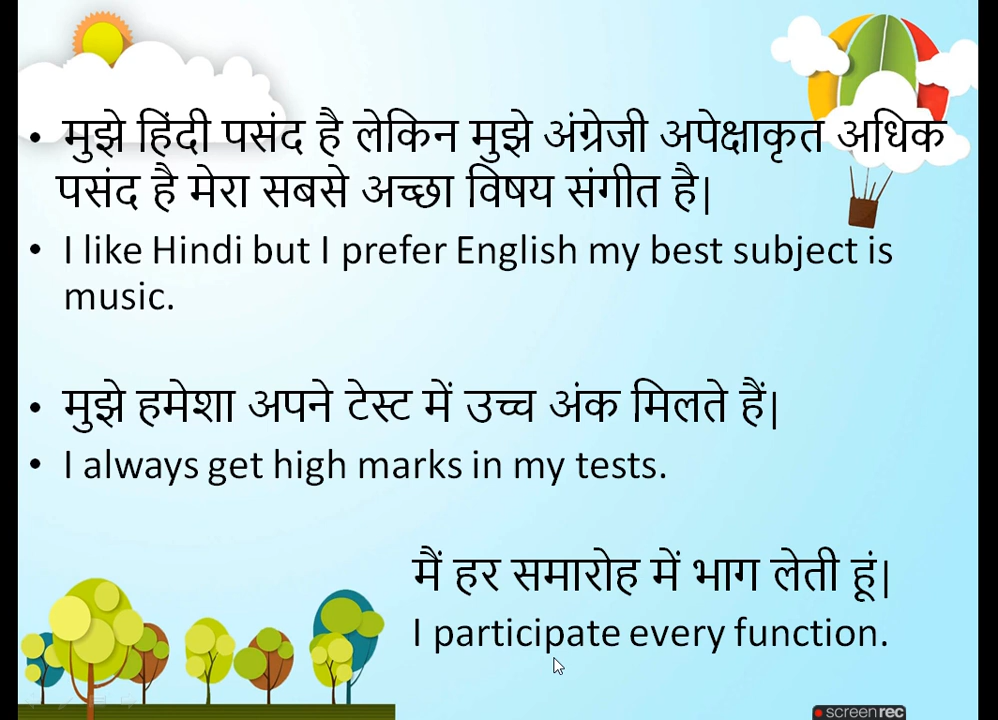 • मुझे हिंदी पसंद है लेकिन मुझे अंग्रेजी अपेक्षाकृत अधिक
पसंद है मेरा सबसे अच्छा विषय संगीत है|
• I like Hindi but I prefer English my best subject is
music.
• मुझे हमेशा अपने टेस्ट में उच्च अंक मिलते हैं|
• I always get high marks in my tests.
मैं हर समारोह में भाग लेती हूं|
I participate every function.
screenrec